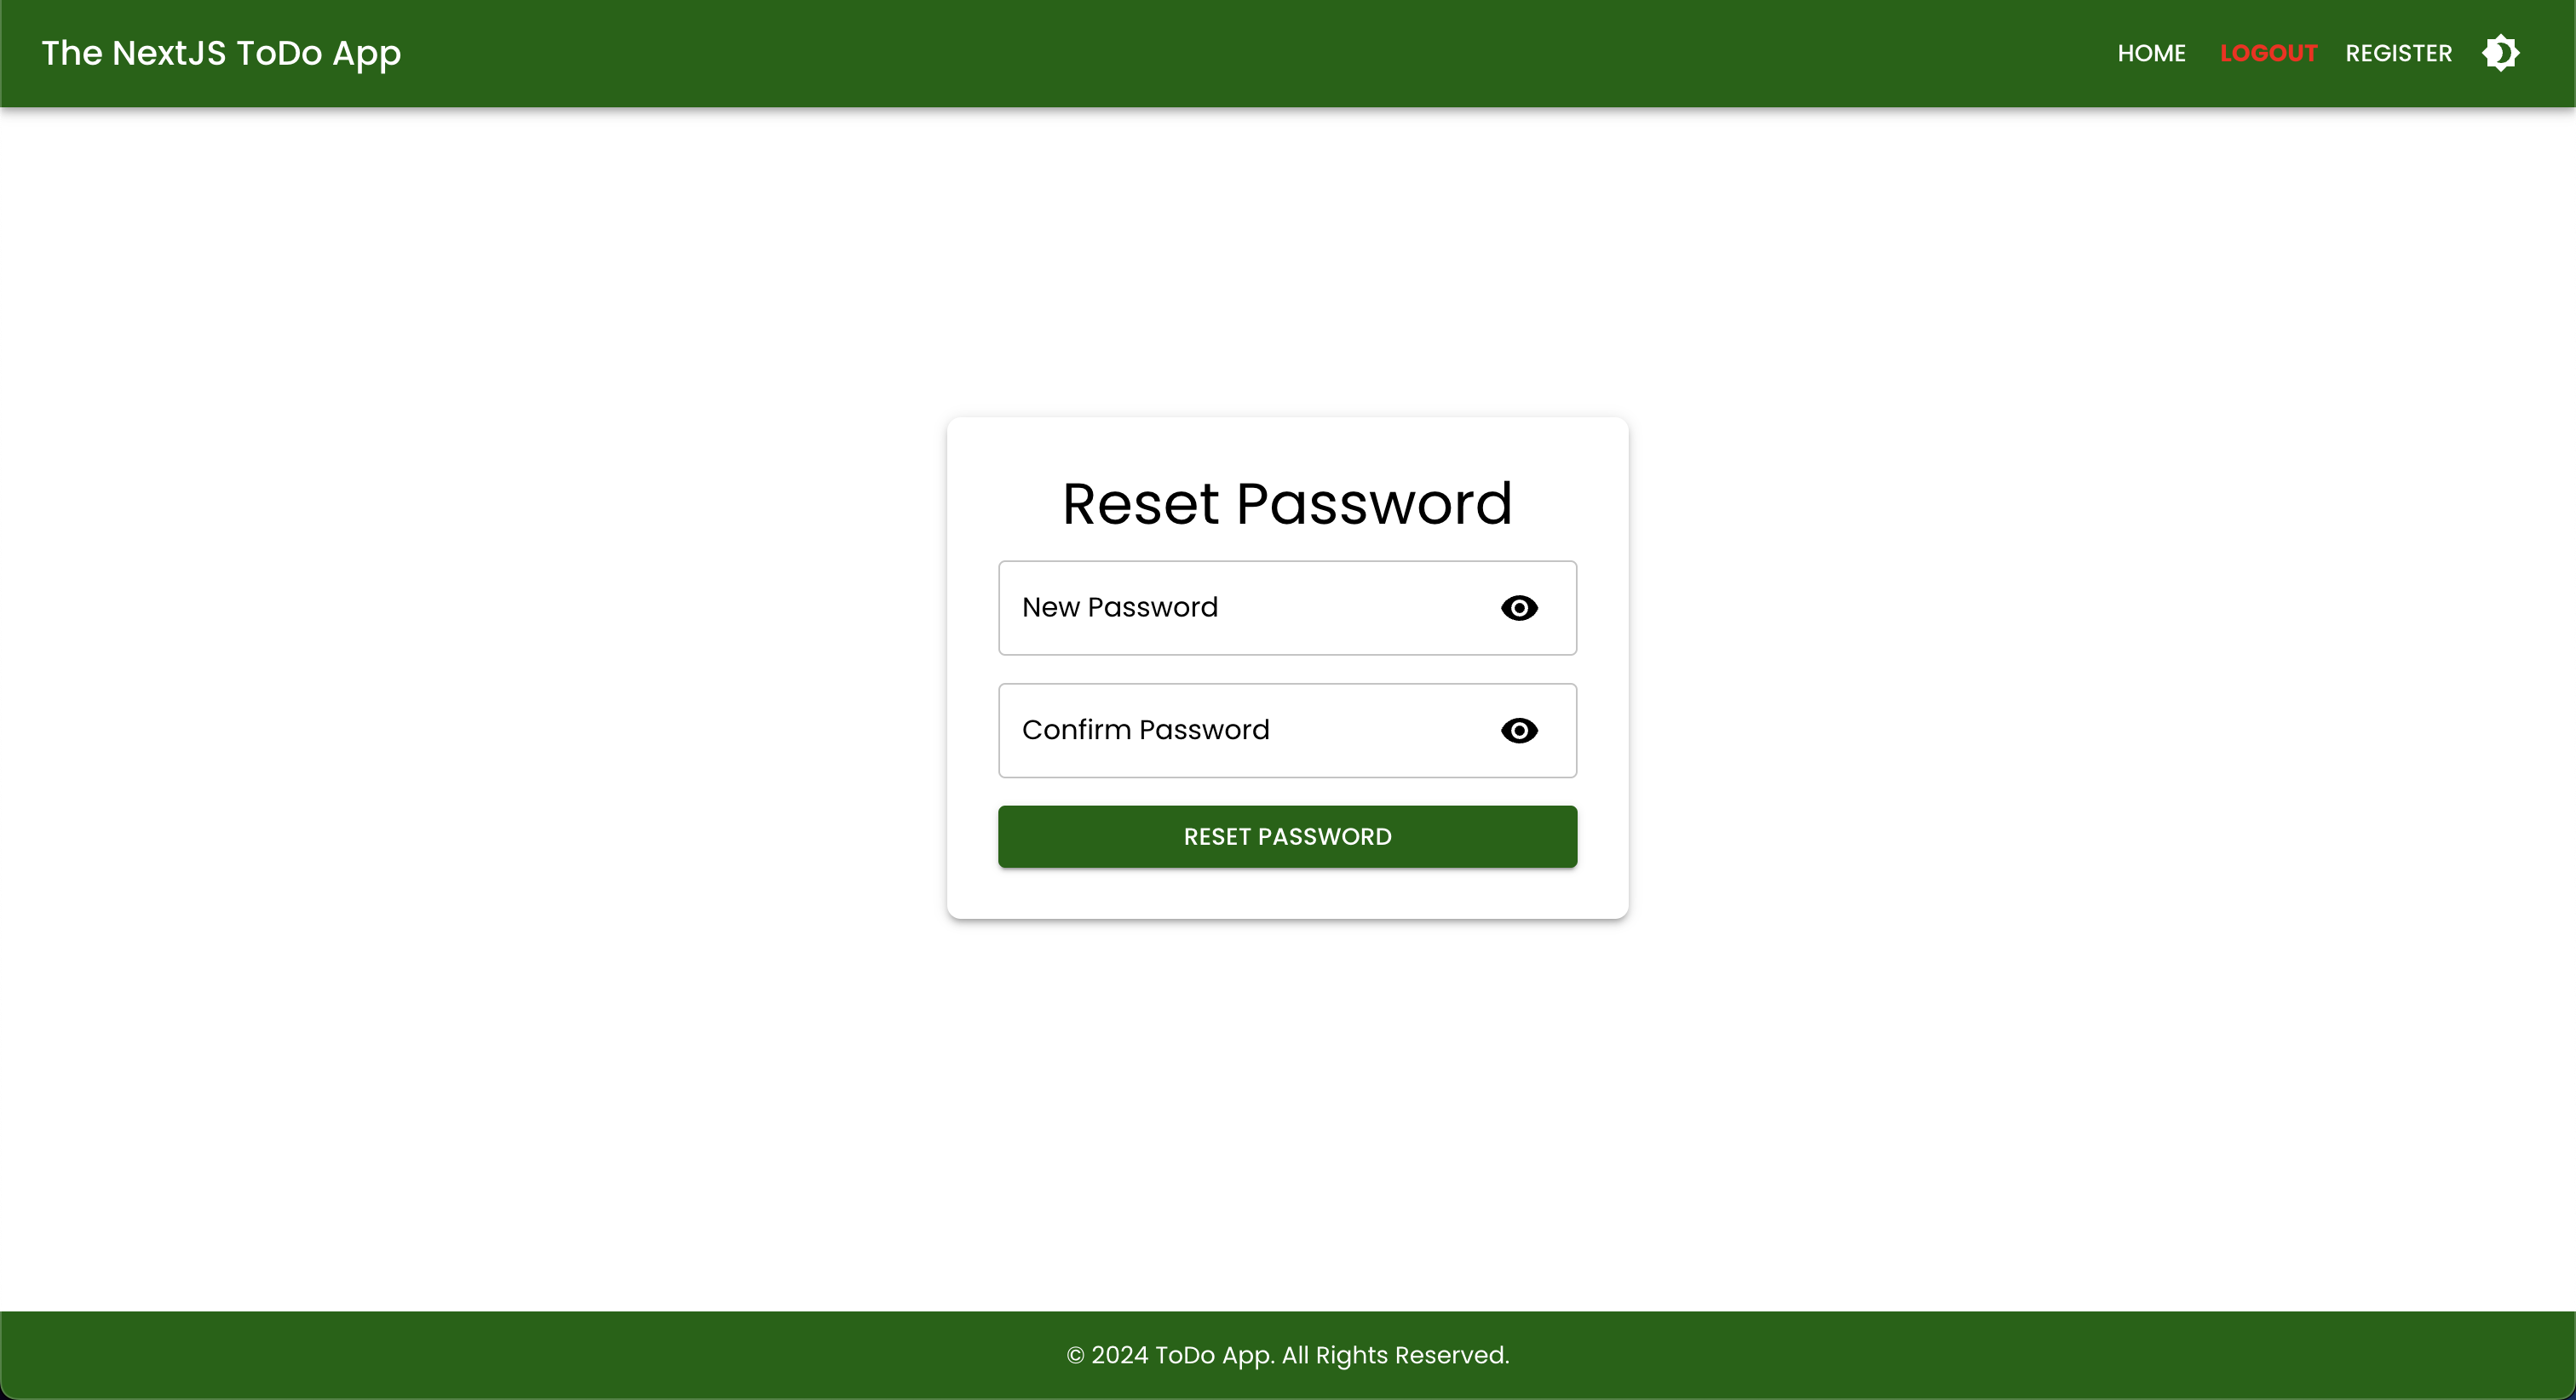 The NextJS ToDo App
HOME LOGOUT REGISTER
Reset Password
New Password
Confirm Password
RESET PASSWORD
© 2024 ToDo App. All Rights Reserved.